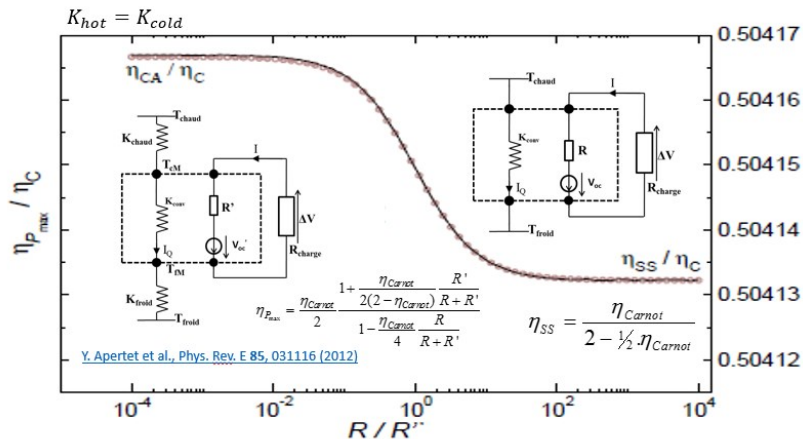 K_hot = K_cold
0.50417
0.50416
0.50415
0.50414
0.50413
0.50412
η_Pmax / η_C
η_CA / η_C
T_chaud
K_chaud
T_cM
K_conv
I_Q
T_fM
K_froid
T_froid
R'
V_oc'
I
ΔV
R_charge
T_chaud
K_conv
I_Q
T_froid
R
V_oc
I
ΔV
R_charge
η_SS / η_C
η_Pmax = η_Carnot/2 (1 + η_Carnot/(2(2 − η_Carnot)) R'/(R + R')) / (1 − η_Carnot/4 R/(R + R'))
η_SS = η_Carnot / (2 − ½ .η_Carnot)
Y. Apertet et al., Phys. Rev. E 85, 031116 (2012)
10^-4 10^-2 10^0 10^2 10^4
R / R''